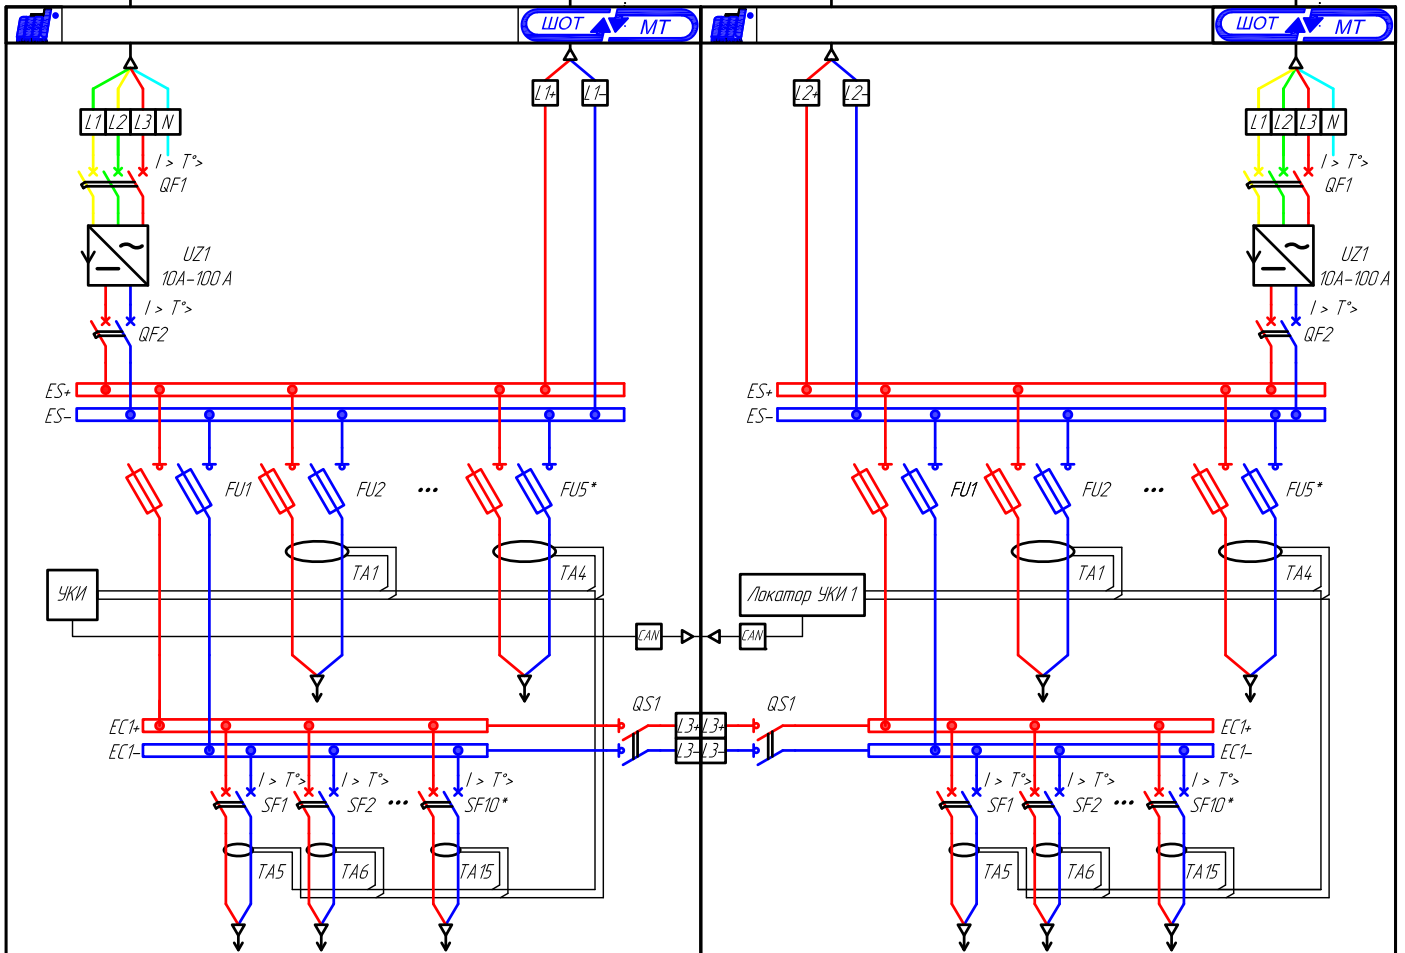 ШОТ МТ
ШОТ МТ
L1 L2 L3 N
L1+ L1-
L2+ L2-
L1 L2 L3 N
I > T°>
QF1
I > T°>
QF1
UZ1
10А-100 А
UZ1
10А-100 А
I > T°>
QF2
I > T°>
QF2
ES+
ES-
ES+
ES-
FU1 FU2 ... FU5*
FU1 FU2 ... FU5*
TA1 TA4
TA1 TA4
УКИ
Локатор УКИ 1
CAN CAN
QS1 QS1
EC1+
EC1-
L3+ L3+
L3- L3-
EC1+
EC1-
I > T°> I > T°> I > T°>
SF1 SF2 ... SF10*
I > T°> I > T°> I > T°>
SF1 SF2 ... SF10*
TA5 TA6 TA15
TA5 TA6 TA15